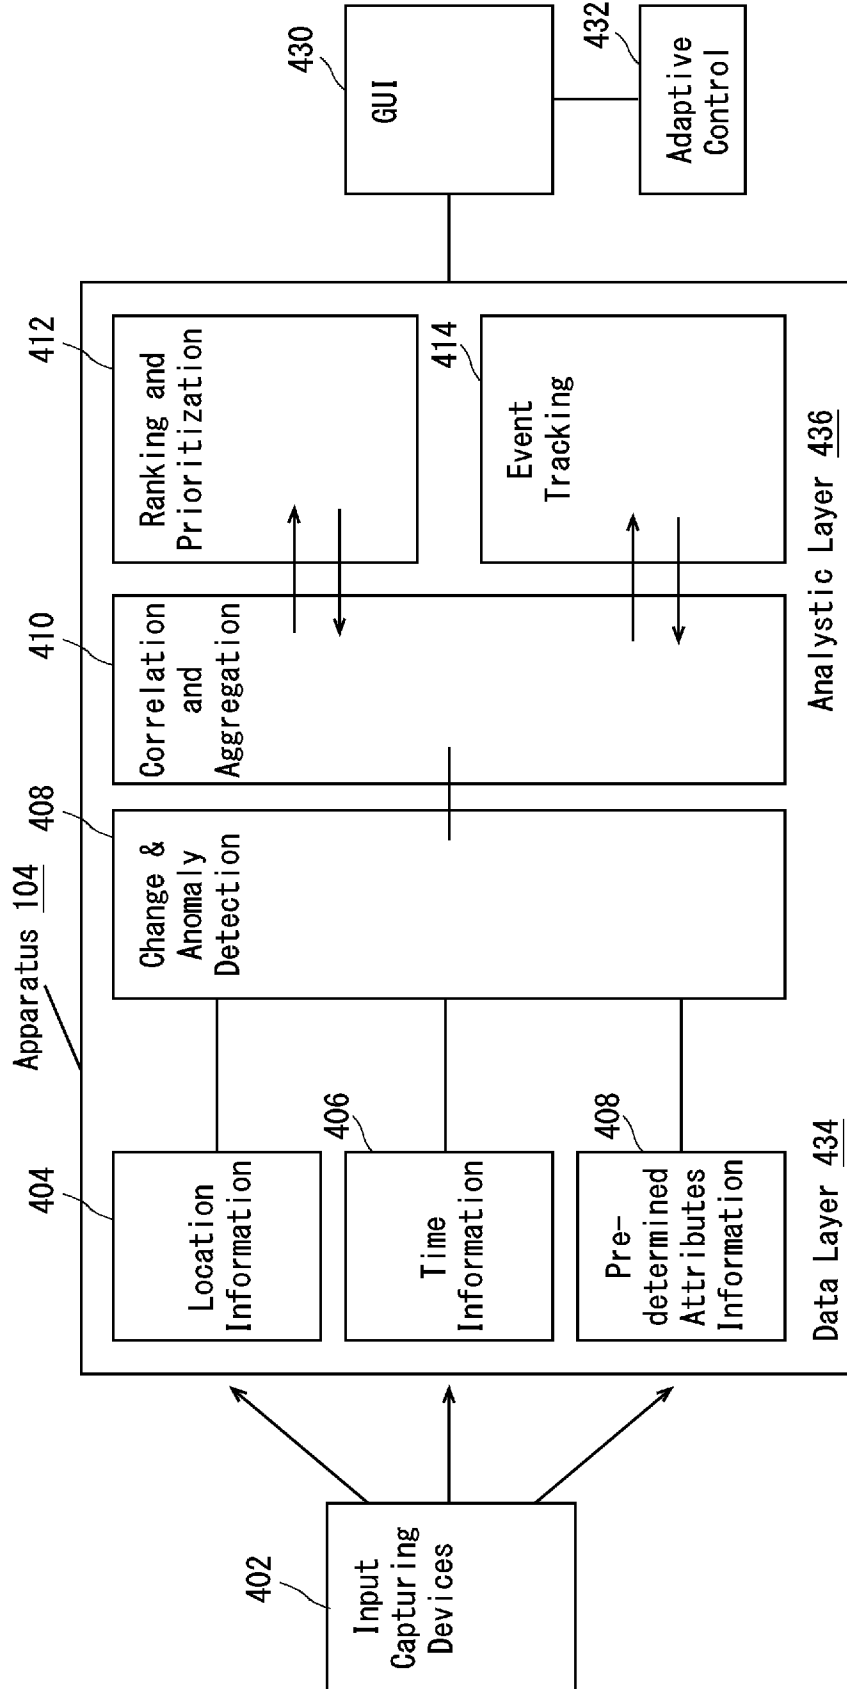 Apparatus 104
402
Input
Capturing
Devices
404
Location
Information
406
Time
Information
408
Pre-
determined
Attributes
Information
Data Layer 434
408
Change &
Anomaly
Detection
410
Correlation
and
Aggregation
412
Ranking and
Prioritization
414
Event
Tracking
Analystic Layer 436
430
GUI
432
Adaptive
Control